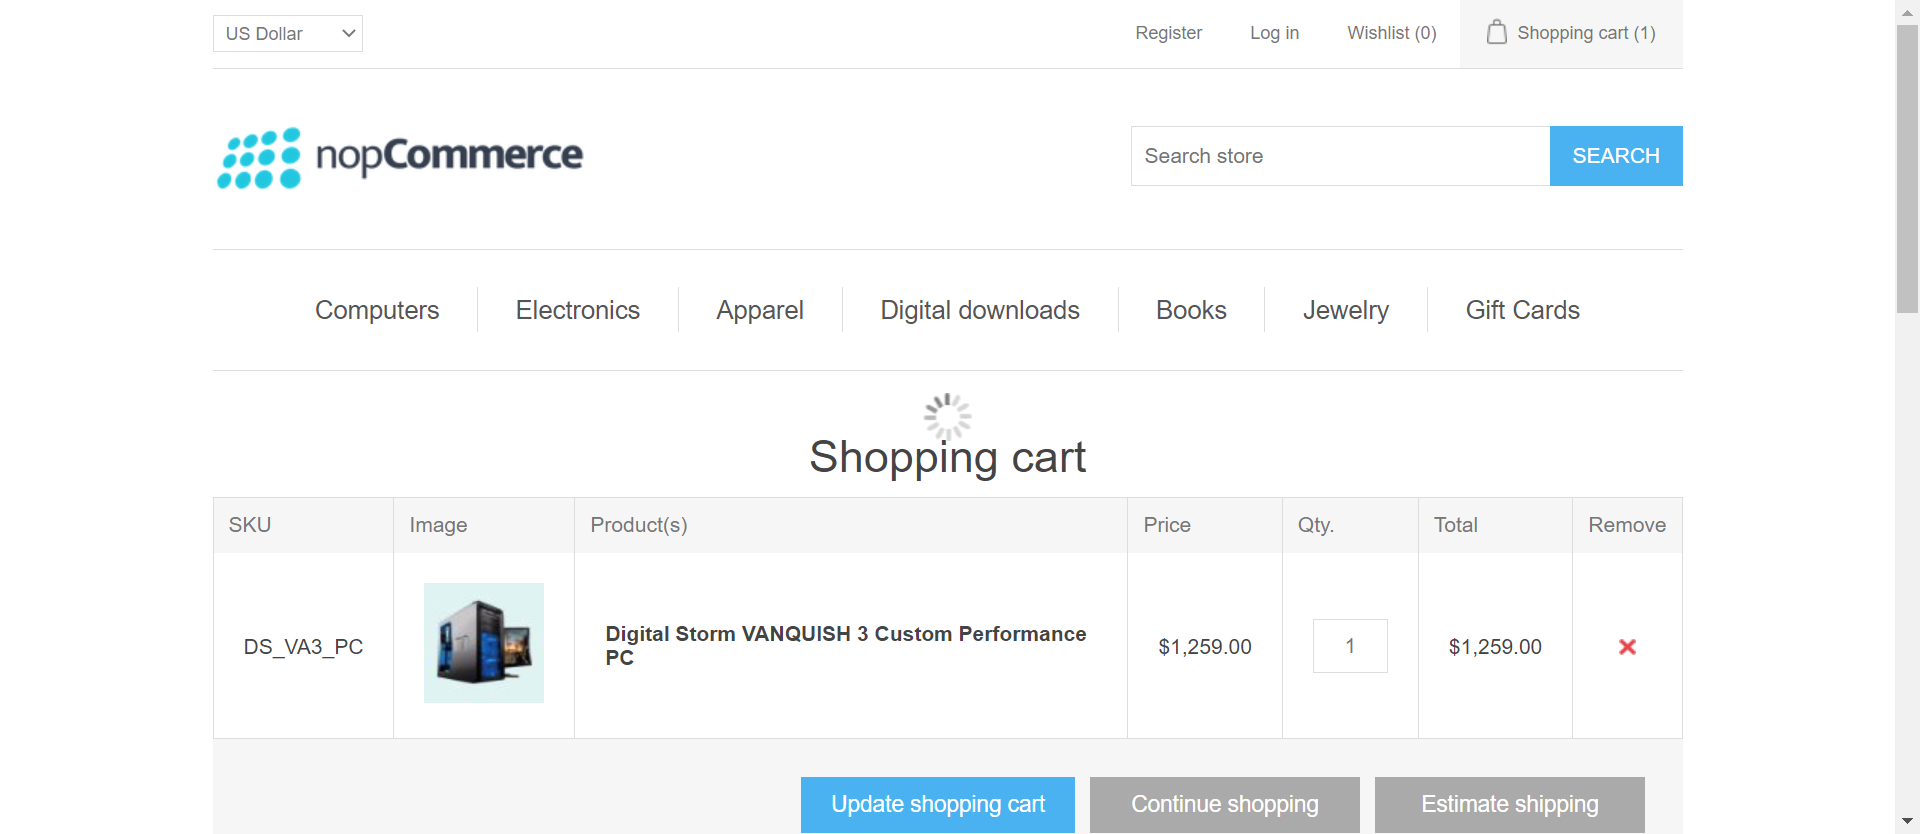 US Dollar
Register
Log in
Wishlist (0)
Shopping cart (1)
nopCommerce
Search store
SEARCH
Computers
Electronics
Apparel
Digital downloads
Books
Jewelry
Gift Cards
Shopping cart
SKU
Image
Product(s)
Price
Qty.
Total
Remove
DS_VA3_PC
Digital Storm VANQUISH 3 Custom Performance
PC
$1,259.00
1
$1,259.00
Update shopping cart
Continue shopping
Estimate shipping